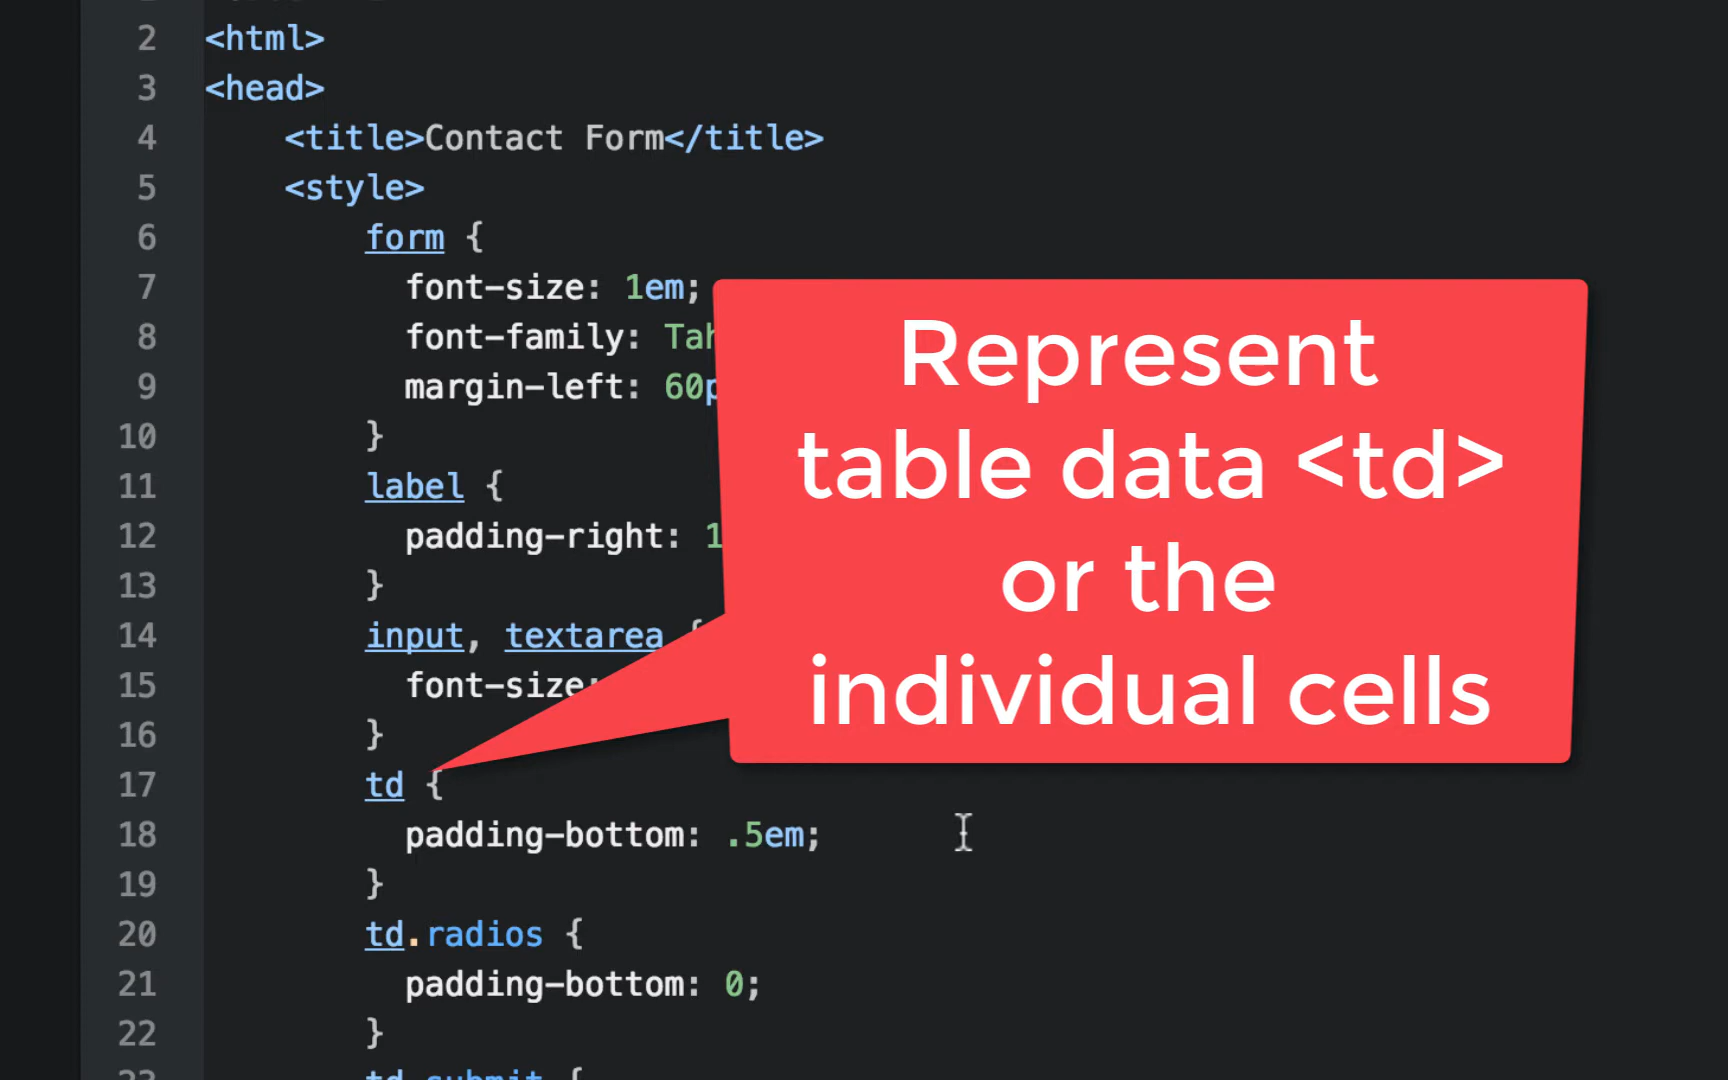 2 <html>
3 <head>
4 <title>Contact Form</title>
5 <style>
6 form {
7 font-size: 1em;
8 font-family:
9 margin-left:
10 }
11 label {
12 padding-right:
13 }
14 input, textarea {
15 font-size:
16 }
17 td {
18 padding-bottom: .5em;
19 }
20 td.radios {
21 padding-bottom: 0;
22 }
23 td.submit {
Represent
table data <td>
or the
individual cells